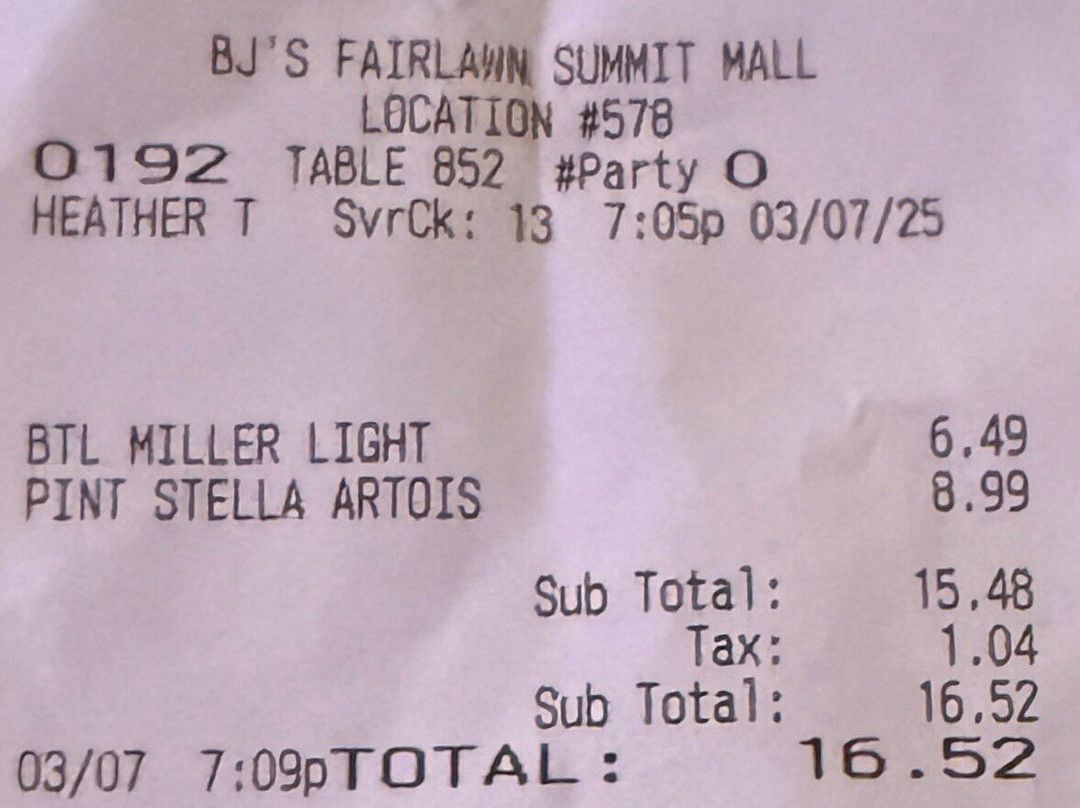 BJ'S FAIRLAWN SUMMIT MALL
LOCATION #578
0192 TABLE 852 #Party 0
HEATHER T SvrCk: 13 7:05p 03/07/25
BTL MILLER LIGHT 6.49
PINT STELLA ARTOIS 8.99
Sub Total: 15.48
Tax: 1.04
Sub Total: 16.52
03/07 7:09pTOTAL: 16.52